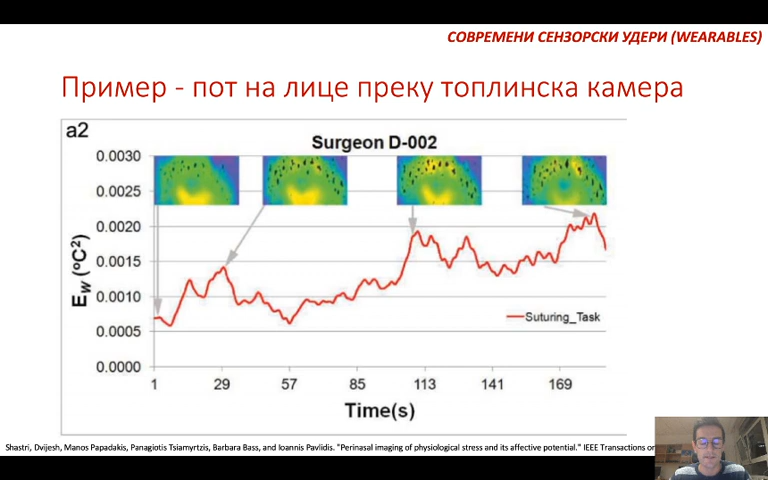 СОВРЕМЕНИ СЕНЗОРСКИ УДЕРИ (WEARABLES)
Пример - пот на лице преку топлинска камера
a2
Surgeon D-002
0.0030
0.0025
0.0020
0.0015
0.0010
0.0005
0.0000
E_W (°C²)
Suturing_Task
1 29 57 85 113 141 169
Time(s)
Shastri, Dvijesh, Manos Papadakis, Panagiotis Tsiamyrtzis, Barbara Bass, and Ioannis Pavlidis. "Perinasal imaging of physiological stress and its affective potential." IEEE Transactions on